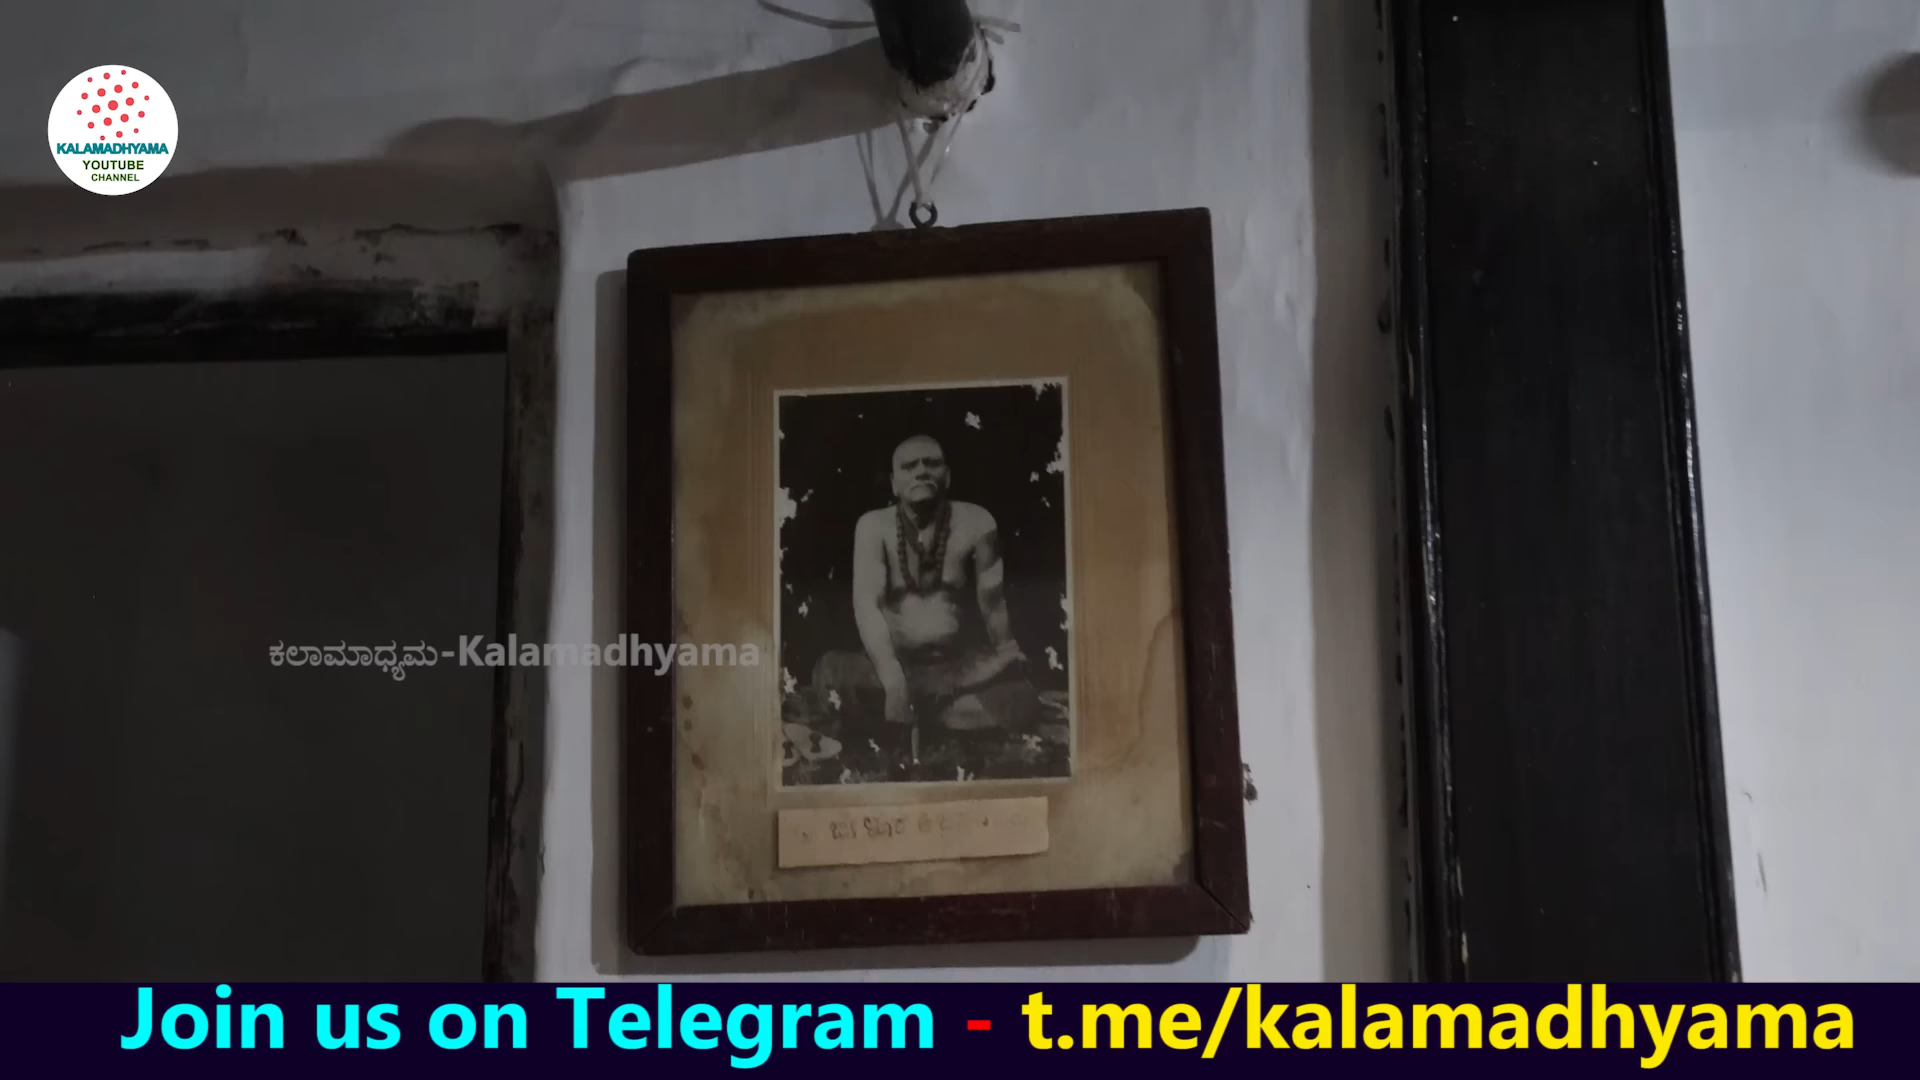 KALAMADHYAMA
YOUTUBE
CHANNEL
ಕಲಾಮಾಧ್ಯಮ-Kalamadhyama
Join us on Telegram - t.me/kalamadhyama